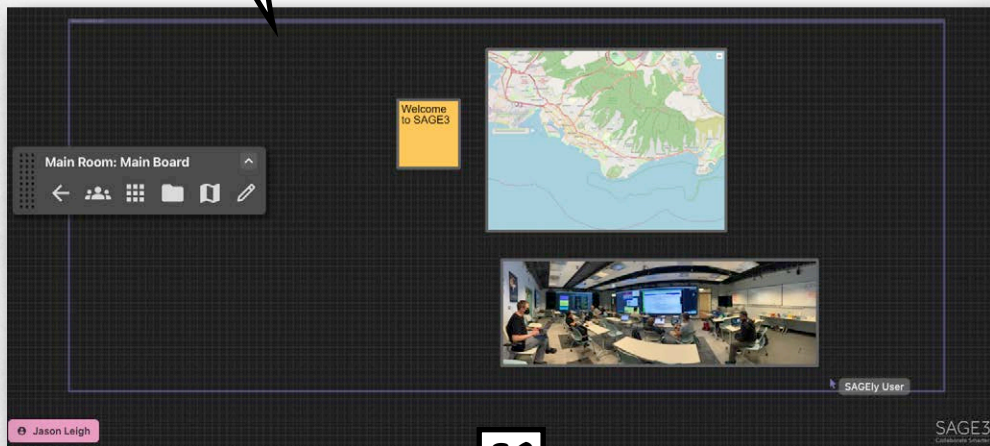 Welcome
to SAGE3
Main Room: Main Board
SAGEly User
Jason Leigh
SAGE3